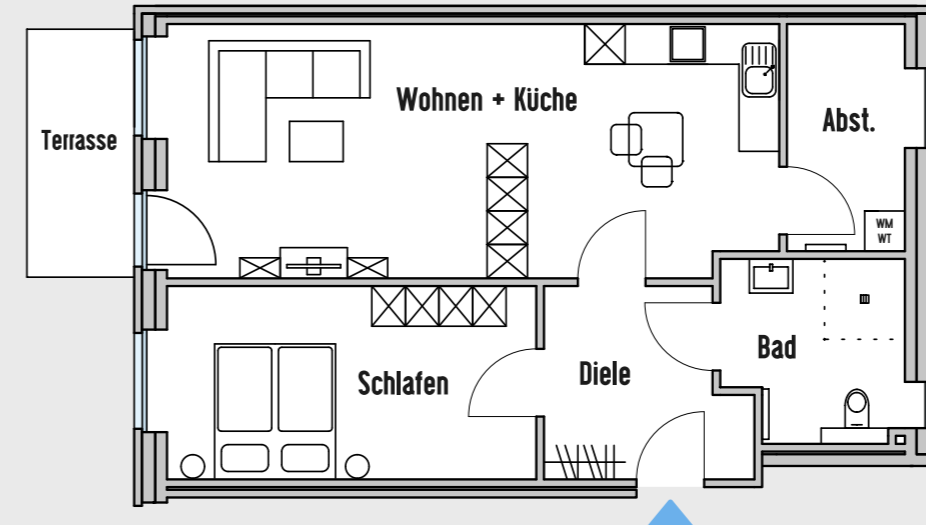 Wohnen + Küche
Terrasse
Abst.
WM
WT
Bad
Diele
Schlafen